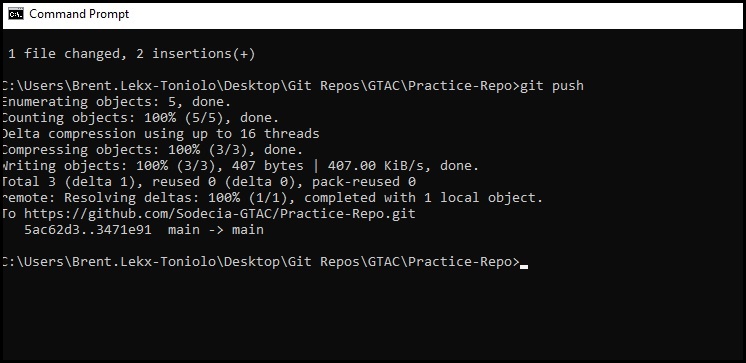 Command Prompt
1 file changed, 2 insertions(+)
C:\Users\Brent.Lekx-Toniolo\Desktop\Git Repos\GTAC\Practice-Repo>git push
Enumerating objects: 5, done.
Counting objects: 100% (5/5), done.
Delta compression using up to 16 threads
Compressing objects: 100% (3/3), done.
Writing objects: 100% (3/3), 407 bytes | 407.00 KiB/s, done.
Total 3 (delta 1), reused 0 (delta 0), pack-reused 0
remote: Resolving deltas: 100% (1/1), completed with 1 local object.
To https://github.com/Sodecia-GTAC/Practice-Repo.git
5ac62d3..3471e91  main -> main
C:\Users\Brent.Lekx-Toniolo\Desktop\Git Repos\GTAC\Practice-Repo>